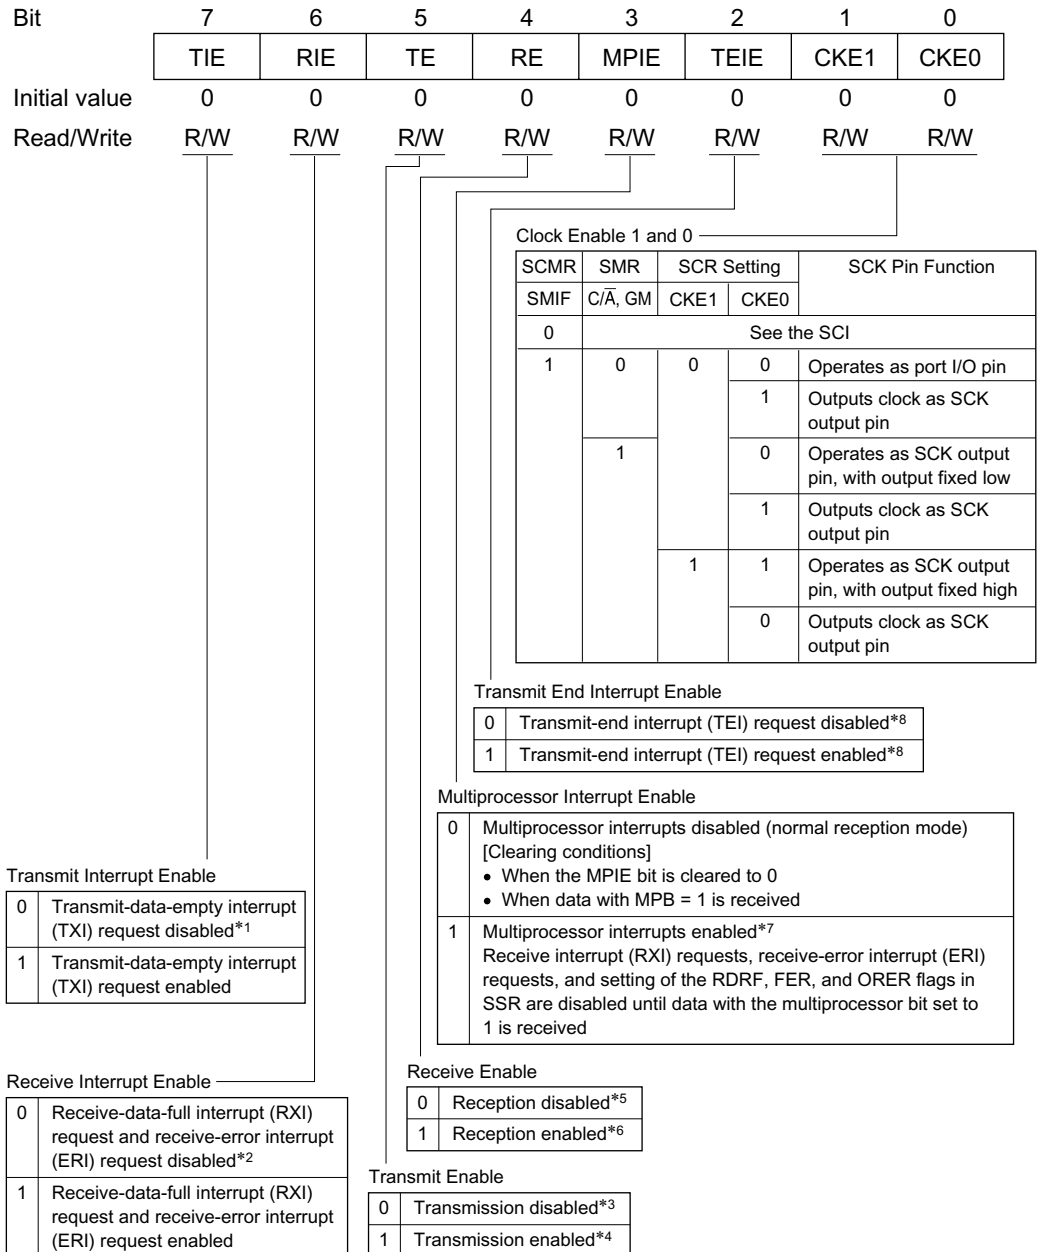 Bit 7 6 5 4 3 2 1 0
TIE RIE TE RE MPIE TEIE CKE1 CKE0
Initial value 0 0 0 0 0 0 0 0
Read/Write R/W R/W R/W R/W R/W R/W R/W R/W
Clock Enable 1 and 0
SCMR SMR SCR Setting SCK Pin Function
SMIF C/A̅, GM CKE1 CKE0
0 See the SCI
1 0 0 0 Operates as port I/O pin
1 Outputs clock as SCK
output pin
1 0 Operates as SCK output
pin, with output fixed low
1 Outputs clock as SCK
output pin
1 1 Operates as SCK output
pin, with output fixed high
0 Outputs clock as SCK
output pin
Transmit End Interrupt Enable
0 Transmit-end interrupt (TEI) request disabled*8
1 Transmit-end interrupt (TEI) request enabled*8
Multiprocessor Interrupt Enable
0 Multiprocessor interrupts disabled (normal reception mode)
[Clearing conditions]
• When the MPIE bit is cleared to 0
• When data with MPB = 1 is received
1 Multiprocessor interrupts enabled*7
Receive interrupt (RXI) requests, receive-error interrupt (ERI)
requests, and setting of the RDRF, FER, and ORER flags in
SSR are disabled until data with the multiprocessor bit set to
1 is received
Transmit Interrupt Enable
0 Transmit-data-empty interrupt
(TXI) request disabled*1
1 Transmit-data-empty interrupt
(TXI) request enabled
Receive Enable
0 Reception disabled*5
1 Reception enabled*6
Receive Interrupt Enable
0 Receive-data-full interrupt (RXI)
request and receive-error interrupt
(ERI) request disabled*2
1 Receive-data-full interrupt (RXI)
request and receive-error interrupt
(ERI) request enabled
Transmit Enable
0 Transmission disabled*3
1 Transmission enabled*4